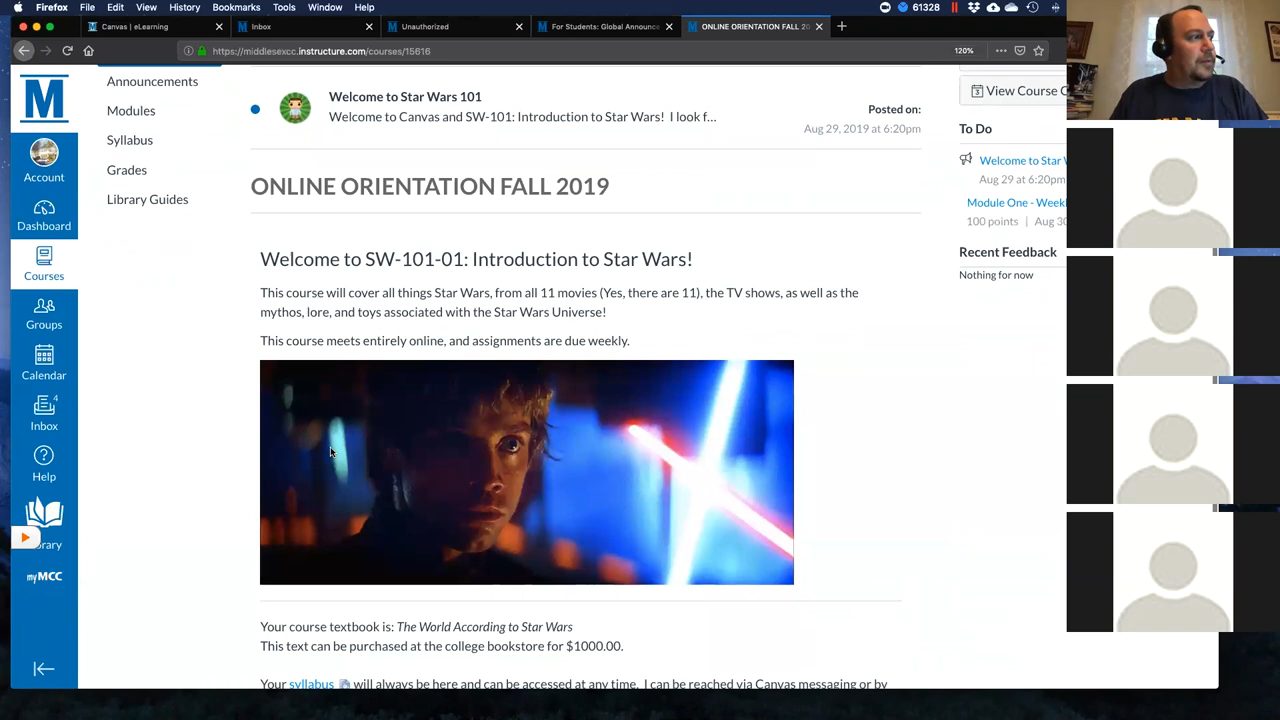 Firefox File Edit View History Bookmarks Tools Window Help 61328
Canvas | eLearning Inbox Unauthorized For Students: Global Announce ONLINE ORIENTATION FALL 20
https://middlesexcc.instructure.com/courses/15616 120%
M
Account
Dashboard
Courses
Groups
Calendar
4
Inbox
Help
brary
myMCC
Announcements
Modules
Syllabus
Grades
Library Guides
Welcome to Star Wars 101
Welcome to Canvas and SW-101: Introduction to Star Wars! I look f...
Posted on:
Aug 29, 2019 at 6:20pm
ONLINE ORIENTATION FALL 2019
Welcome to SW-101-01: Introduction to Star Wars!
This course will cover all things Star Wars, from all 11 movies (Yes, there are 11), the TV shows, as well as the
mythos, lore, and toys associated with the Star Wars Universe!
This course meets entirely online, and assignments are due weekly.
Your course textbook is: The World According to Star Wars
This text can be purchased at the college bookstore for $1000.00.
Your syllabus will always be here and can be accessed at any time. I can be reached via Canvas messaging or by
View Course C
To Do
Welcome to Star W
Aug 29 at 6:20pm
Module One - Weekl
100 points | Aug 30
Recent Feedback
Nothing for now